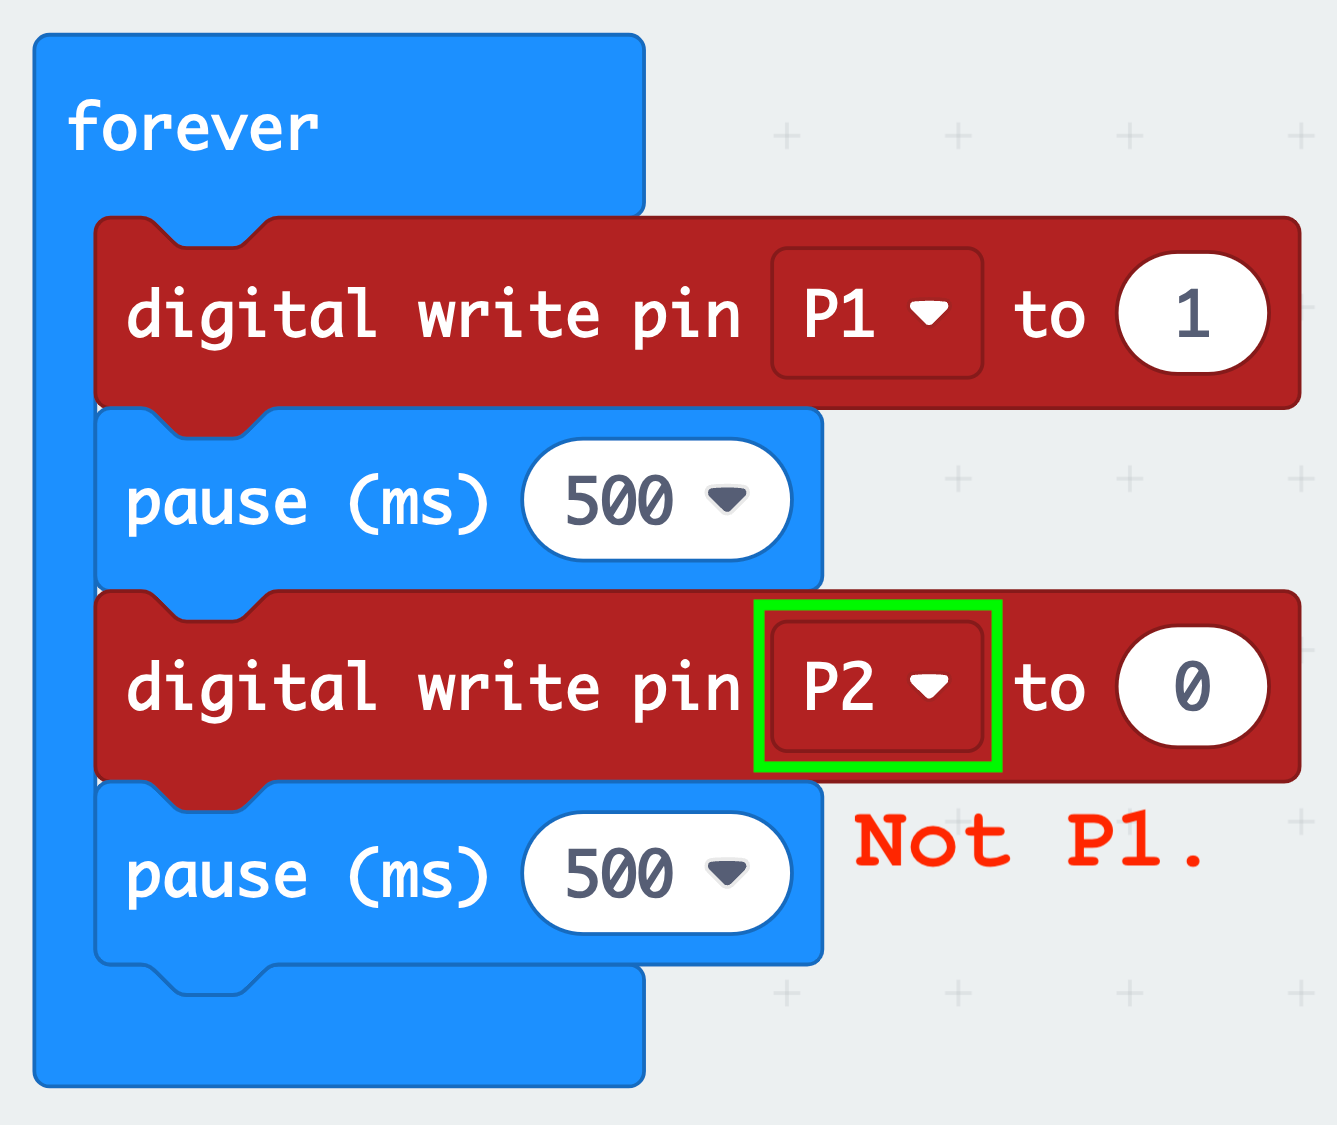 forever
digital write pin P1 to 1
pause (ms) 500
digital write pin P2 to 0
pause (ms) 500
Not P1.